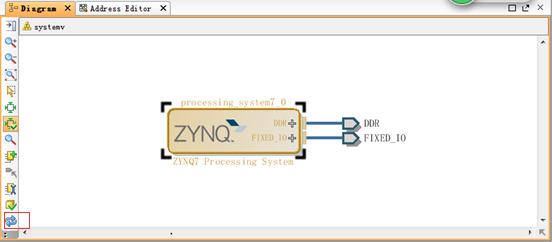 Diagram
Address Editor
systemv
processing_system7_0
ZYNQ
DDR
FIXED_IO
DDR
FIXED_IO
ZYNQ7 Processing System